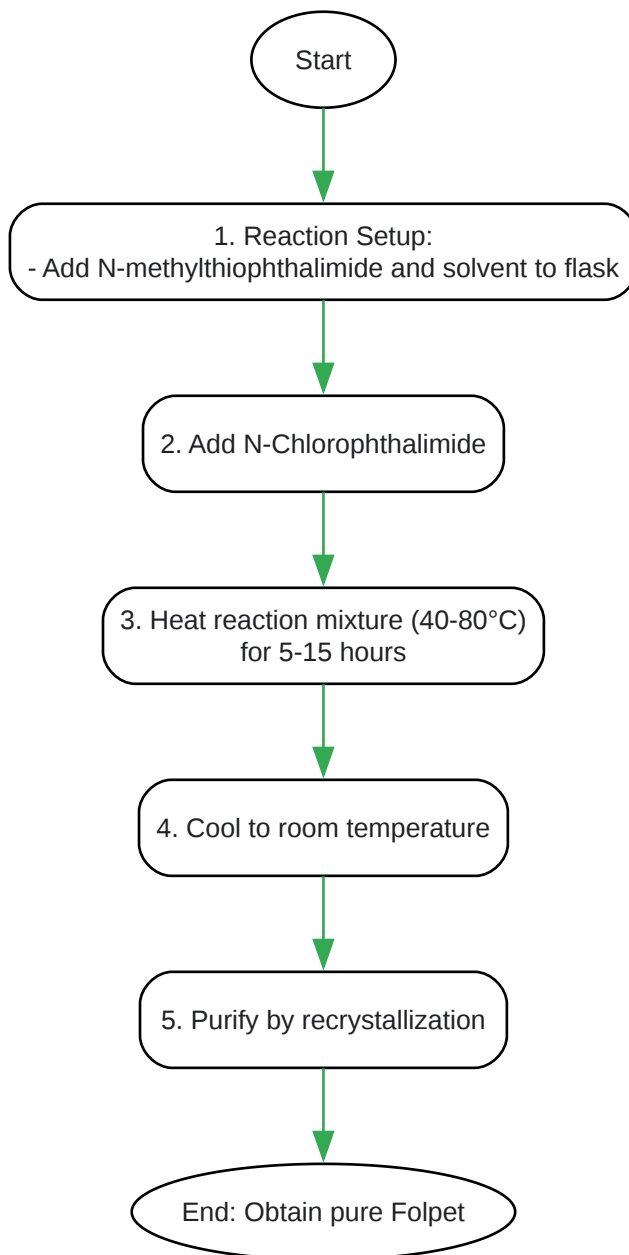 Start
1. Reaction Setup:
- Add N-methylthiophthalimide and solvent to flask
2. Add N-Chlorophthalimide
3. Heat reaction mixture (40-80°C)
for 5-15 hours
4. Cool to room temperature
5. Purify by recrystallization
End: Obtain pure Folpet